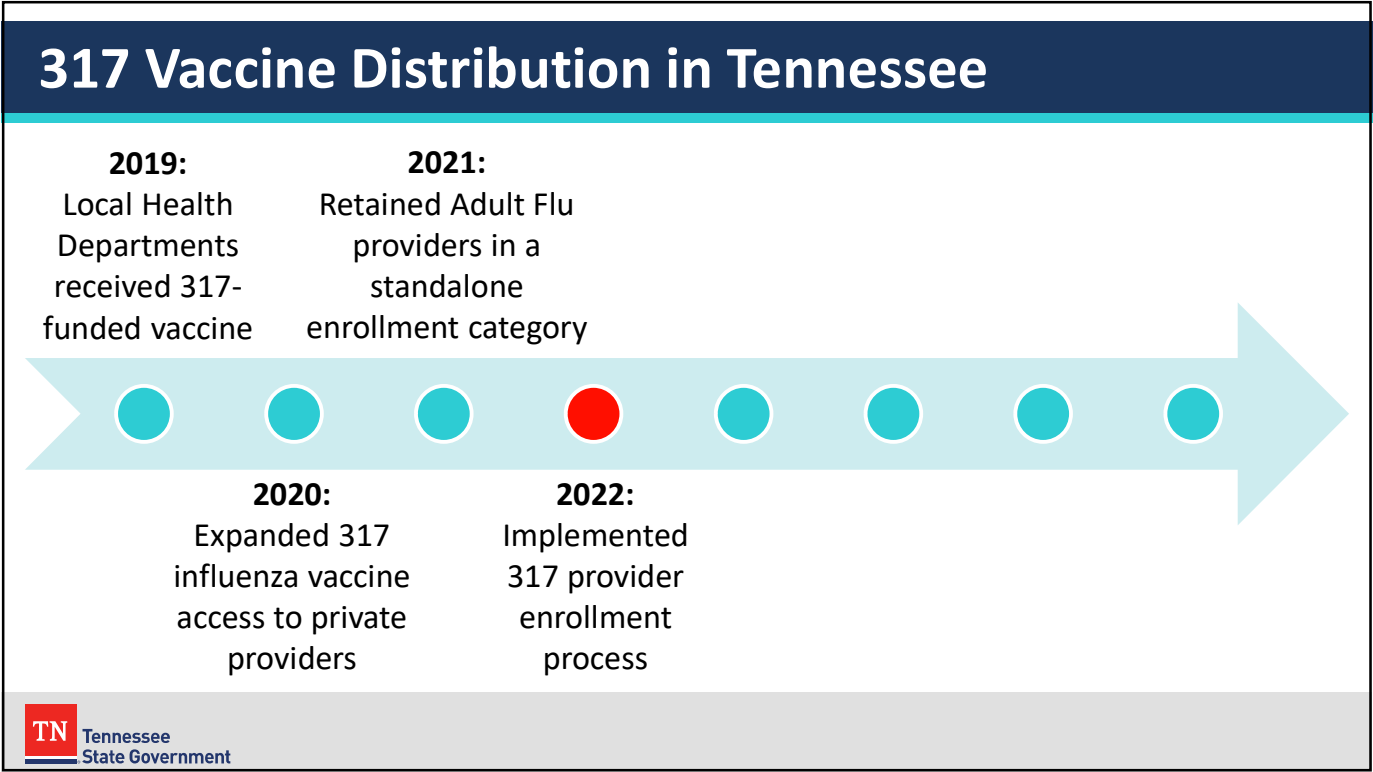 317 Vaccine Distribution in Tennessee
2019:
Local Health
Departments
received 317-
funded vaccine
2021:
Retained Adult Flu
providers in a
standalone
enrollment category
2020:
Expanded 317
influenza vaccine
access to private
providers
2022:
Implemented
317 provider
enrollment
process
TN
Tennessee
State Government